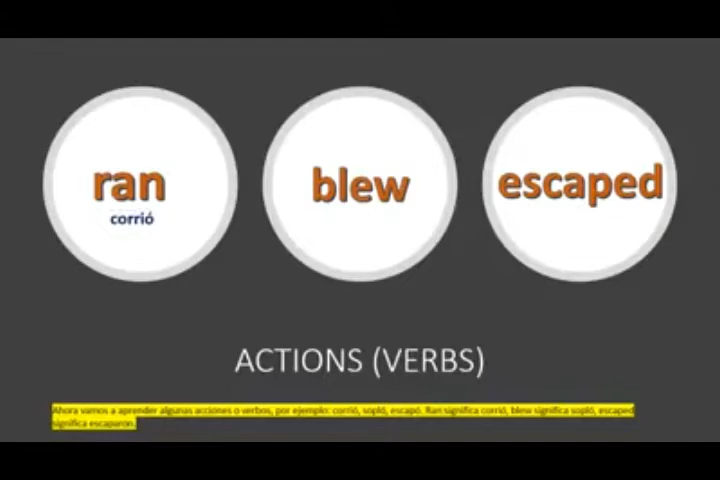 ran
corrió
blew
escaped
ACTIONS (VERBS)
Ahora vamos a aprender algunas acciones o verbos, por ejemplo: corrió, sopló, escapó. Ran significa corrió, blew significa sopló, escaped
significa escaparon.